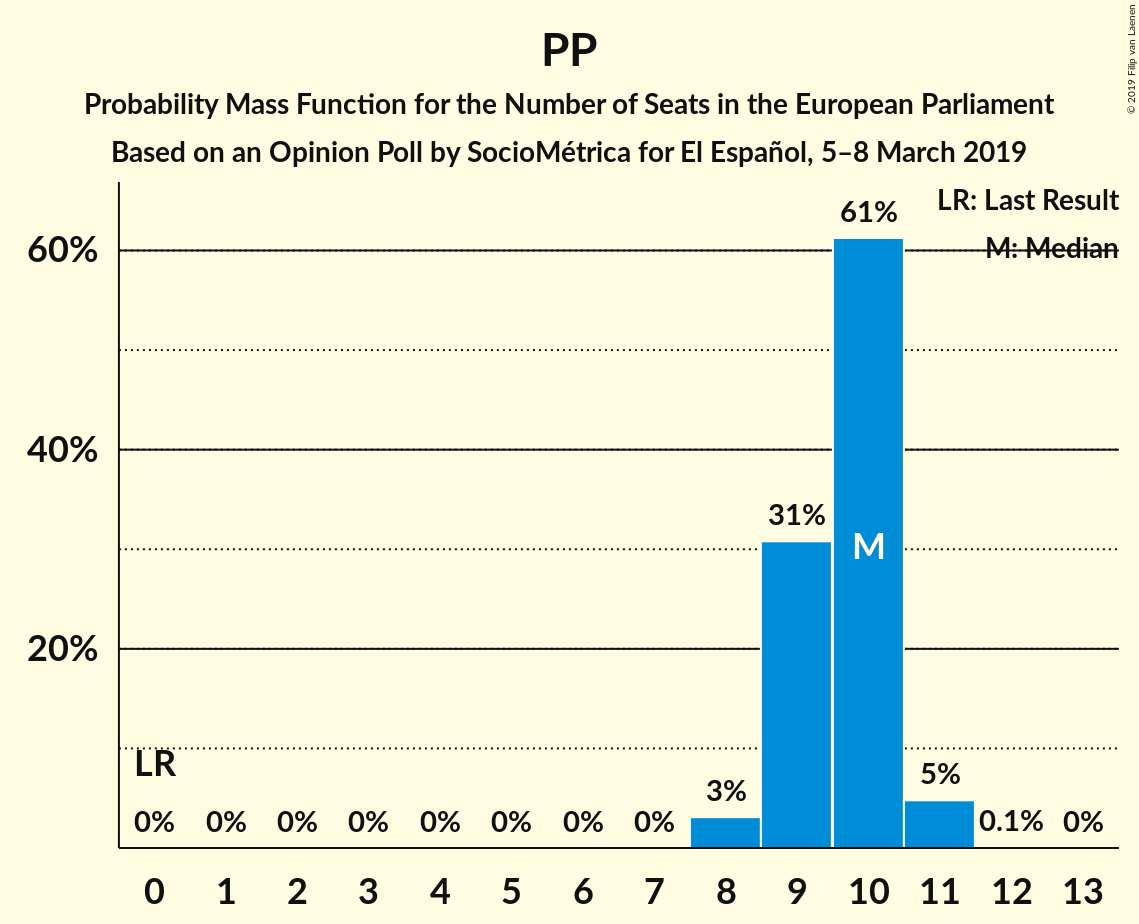 PP
Probability Mass Function for the Number of Seats in the European Parliament
Based on an Opinion Poll by SocioMétrica for El Español, 5–8 March 2019
© 2019 Filip van Laenen
LR: Last Result
M: Median
60%
40%
20%
61%
31%
M
LR
0% 0% 0% 0% 0% 0% 0% 0% 3% 5% 0.1% 0%
0 1 2 3 4 5 6 7 8 9 10 11 12 13